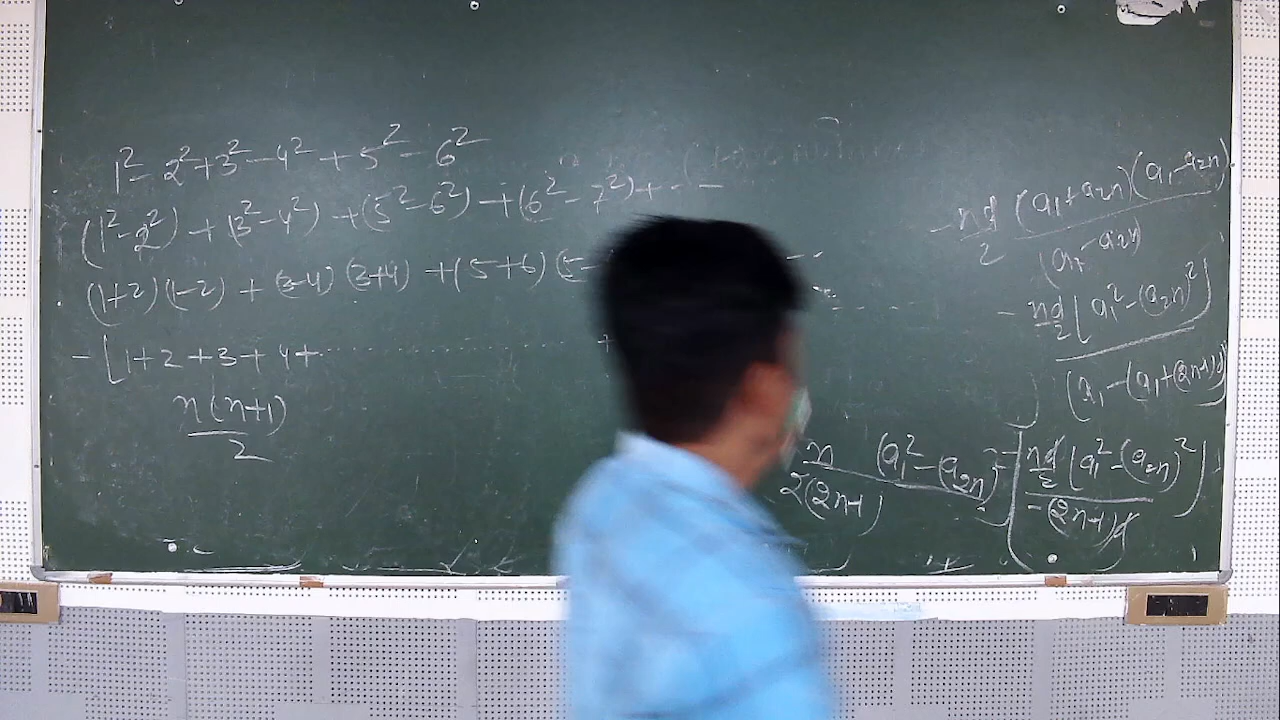 1² - 2² + 3² - 4² + 5² - 6²
(1² - 2²) + (3² - 4²) + (5² - 6²) + (6² - 7²) + - -
(1+2)(1-2) + (3-4)(3+4) + (5+6)(5-
- [1+2+3+4+ ........................ +
n(n+1)
2
- nd/2 (a₁+a₂ₙ)(a₁-a₂ₙ)
(a₁-a₂ₙ)
- nd/2 [a₁²-(a₂ₙ)²]
(a₁-(a₁+(2n-1)d)
n (a₁²-(a₂ₙ)²
2(2n-1)
nd/2 [a₁²-(a₂ₙ)²]
-(2n-1)d